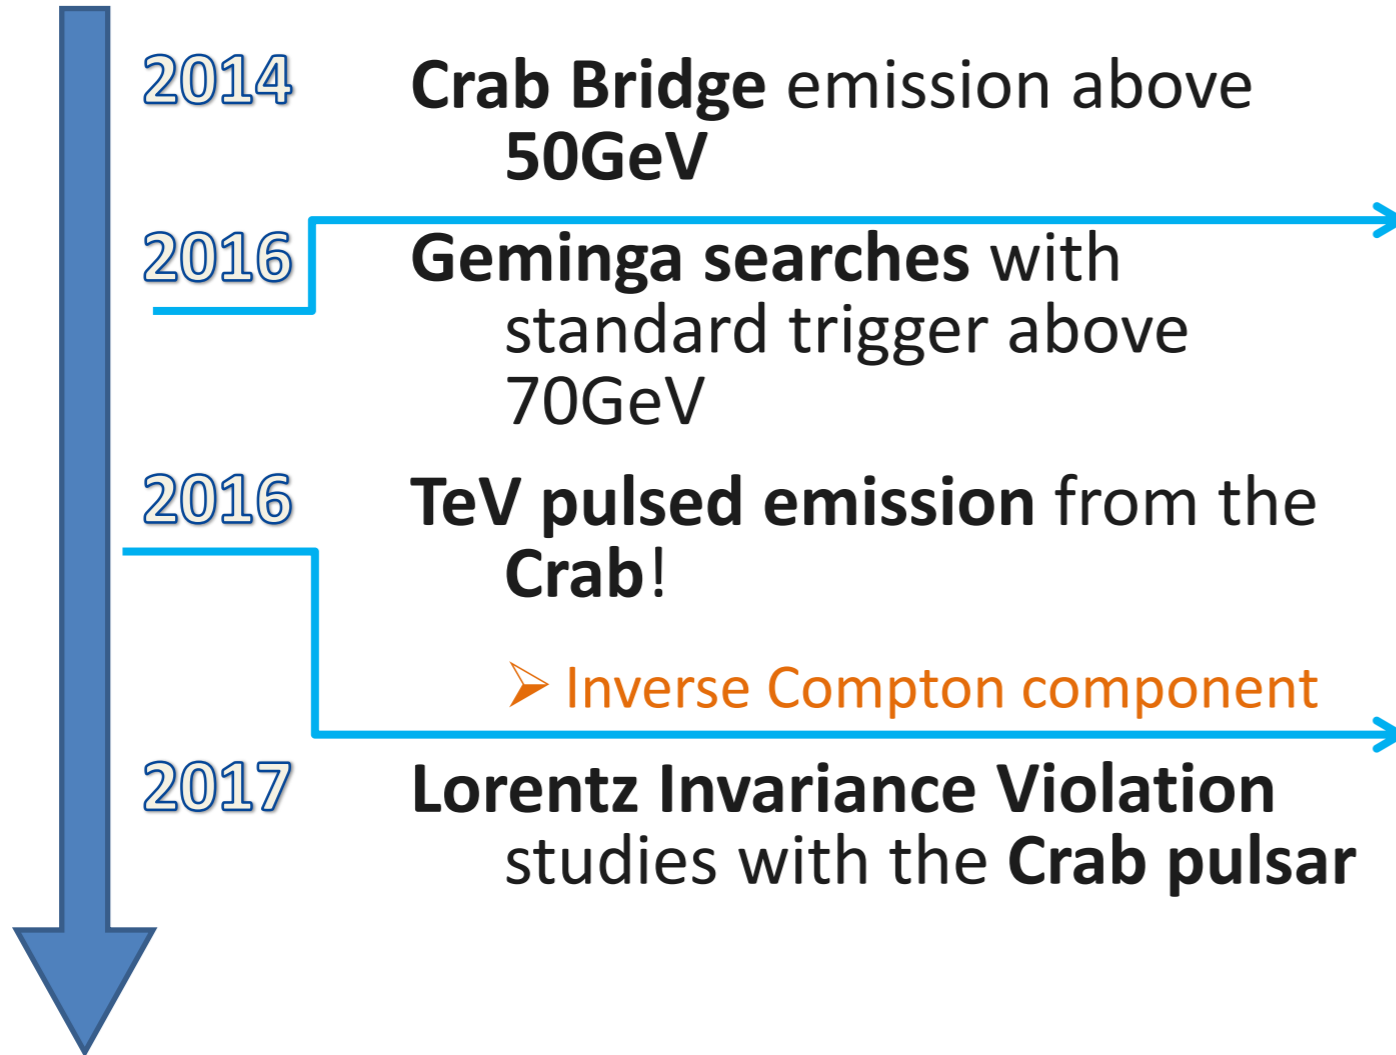 2014 Crab Bridge emission above
50GeV
2016 Geminga searches with
standard trigger above
70GeV
2016 TeV pulsed emission from the
Crab!
➢ Inverse Compton component
2017 Lorentz Invariance Violation
studies with the Crab pulsar